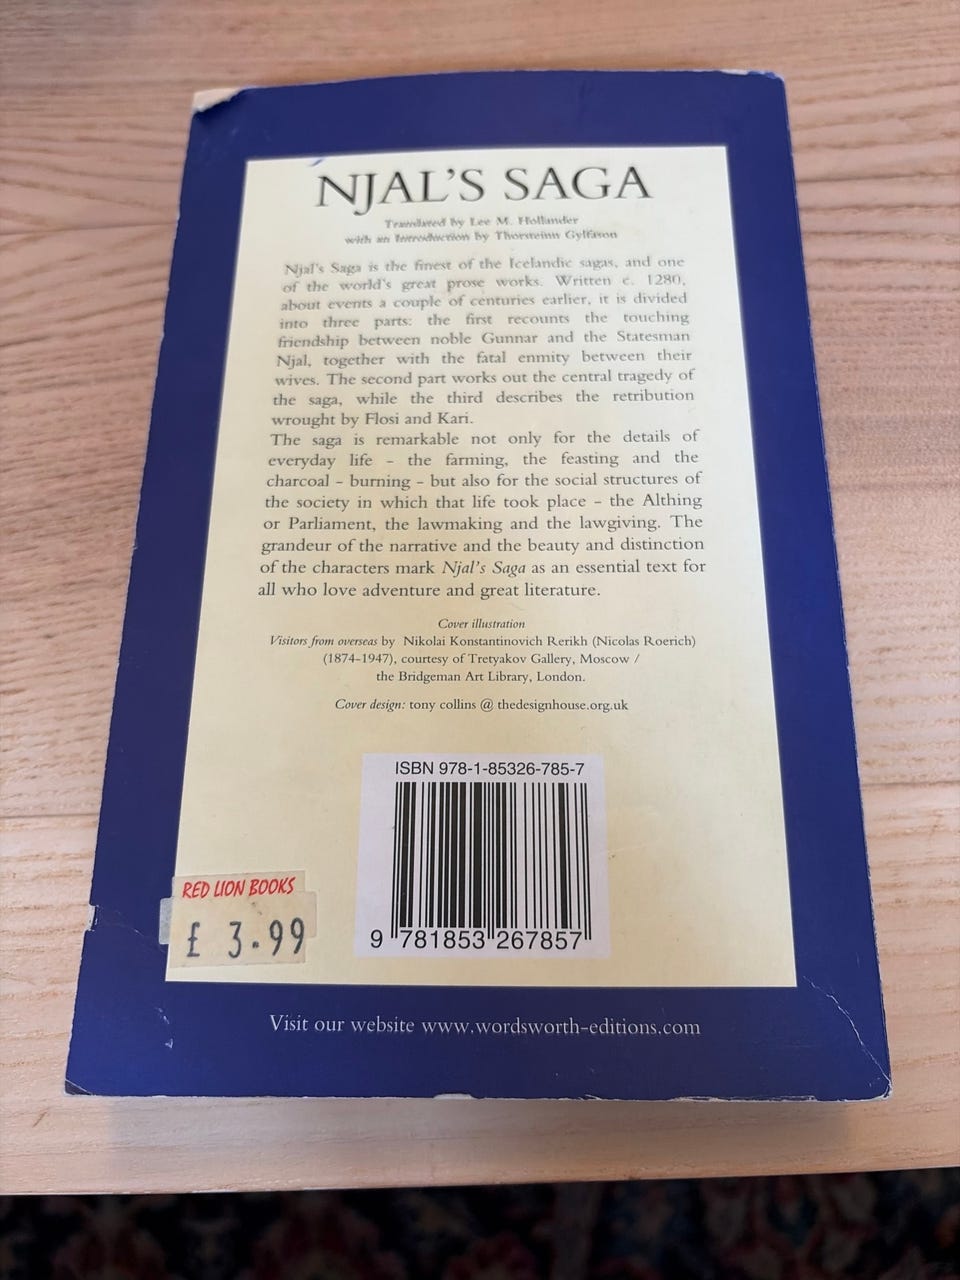 NJAL'S SAGA
Translated by Lee M. Hollander
with an Introduction by Thorsteinn Gylfason
Njal's Saga is the finest of the Icelandic sagas, and one
of the world's great prose works. Written c. 1280,
about events a couple of centuries earlier, it is divided
into three parts: the first recounts the touching
friendship between noble Gunnar and the Statesman
Njal, together with the fatal enmity between their
wives. The second part works out the central tragedy of
the saga, while the third describes the retribution
wrought by Flosi and Kari.
The saga is remarkable not only for the details of
everyday life – the farming, the feasting and the
charcoal – burning – but also for the social structures of
the society in which that life took place – the Althing
or Parliament, the lawmaking and the lawgiving. The
grandeur of the narrative and the beauty and distinction
of the characters mark Njal's Saga as an essential text for
all who love adventure and great literature.
Cover illustration
Visitors from overseas by Nikolai Konstantinovich Rerikh (Nicolas Roerich)
(1874-1947), courtesy of Tretyakov Gallery, Moscow /
the Bridgeman Art Library, London.
Cover design: tony collins @ thedesignhouse.org.uk
ISBN 978-1-85326-785-7
9 781853 267857
RED LION BOOKS
£ 3.99
Visit our website www.wordsworth-editions.com